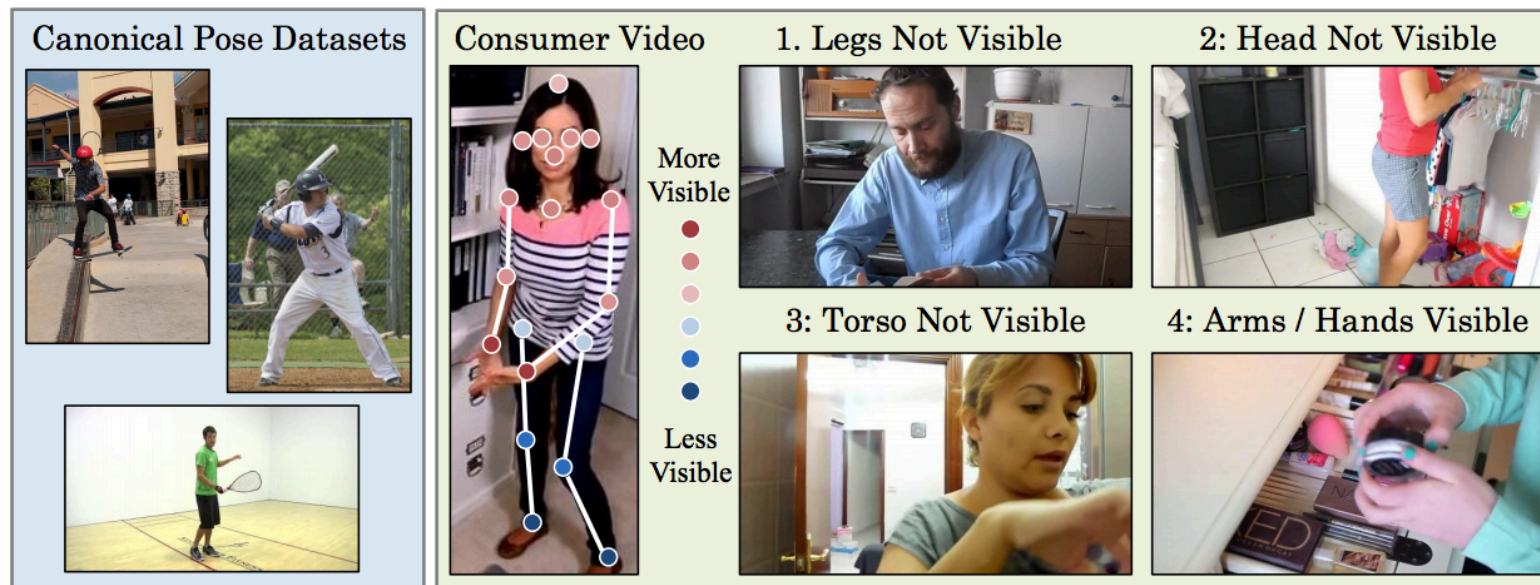 Canonical Pose Datasets
Consumer Video
1. Legs Not Visible
2: Head Not Visible
More
Visible
Less
Visible
3: Torso Not Visible
4: Arms / Hands Visible
3